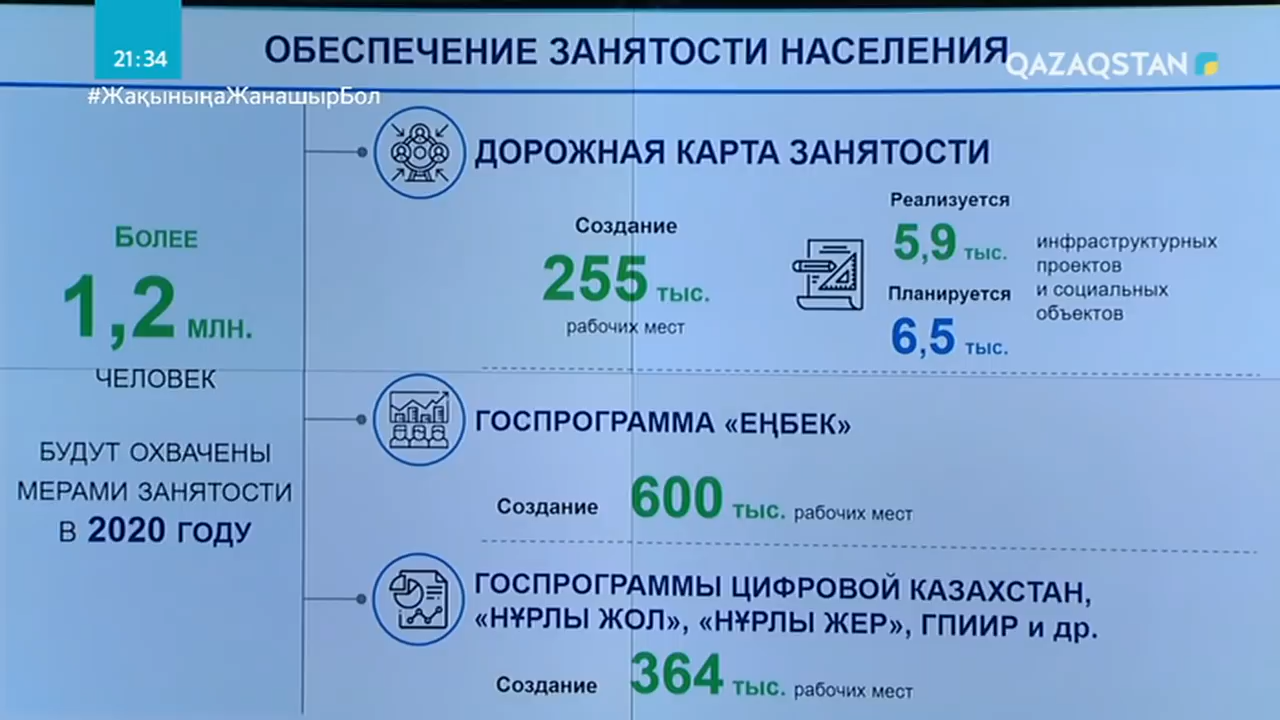 21:34
ОБЕСПЕЧЕНИЕ ЗАНЯТОСТИ НАСЕЛЕНИЯ
QAZAQSTAN
#ЖақыныңаЖанашырБол
ДОРОЖНАЯ КАРТА ЗАНЯТОСТИ
БОЛЕЕ
1,2 МЛН.
ЧЕЛОВЕК
БУДУТ ОХВАЧЕНЫ
МЕРАМИ ЗАНЯТОСТИ
В 2020 ГОДУ
Создание
255 тыс.
рабочих мест
Реализуется
5,9 тыс.
Планируется
6,5 тыс.
инфраструктурных
проектов
и социальных
объектов
ГОСПРОГРАММА «ЕҢБЕК»
Создание 600 тыс. рабочих мест
ГОСПРОГРАММЫ ЦИФРОВОЙ КАЗАХСТАН,
«НҰРЛЫ ЖОЛ», «НҰРЛЫ ЖЕР», ГПИИР и др.
Создание 364 тыс. рабочих мест